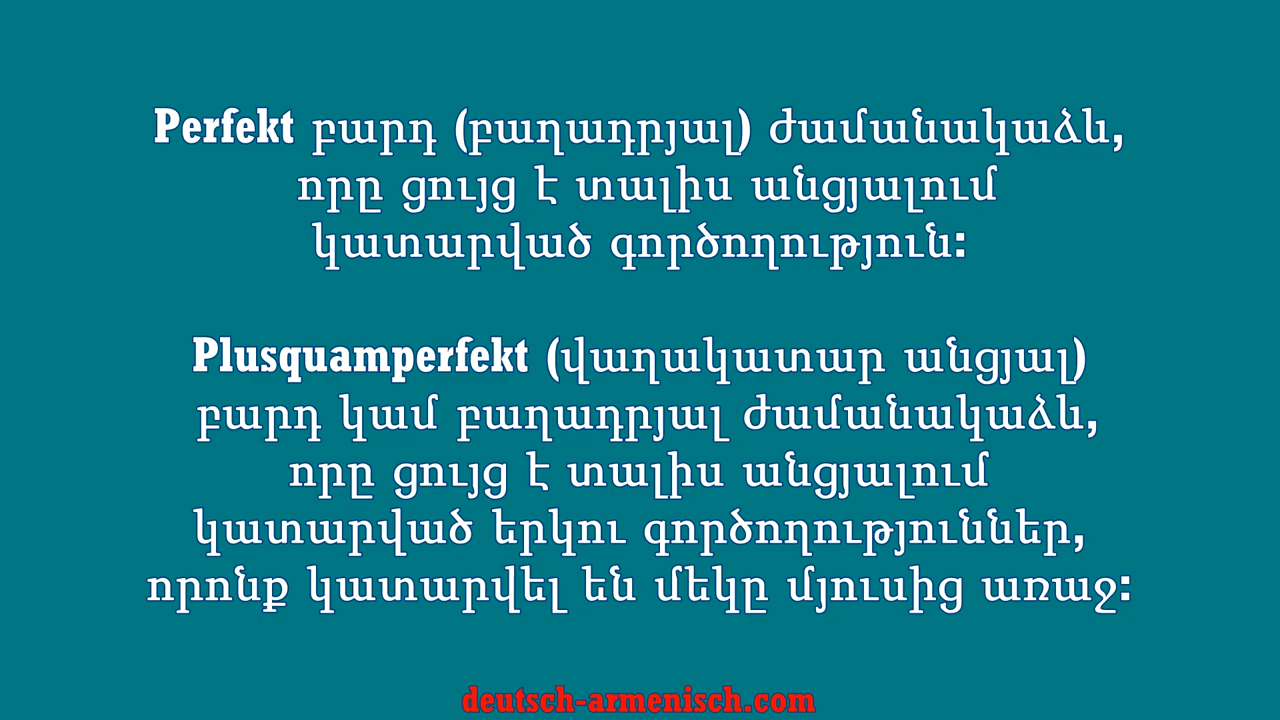 Perfekt բարդ (բաղադրյալ) ժամանակաձև,
որը ցույց է տալիս անցյալում
կատարված գործողություն:
Plusquamperfekt (վաղակատար անցյալ)
բարդ կամ բաղադրյալ ժամանակաձև,
որը ցույց է տալիս անցյալում
կատարված երկու գործողություններ,
որոնք կատարվել են մեկը մյուսից առաջ:
deutsch-armenisch.com